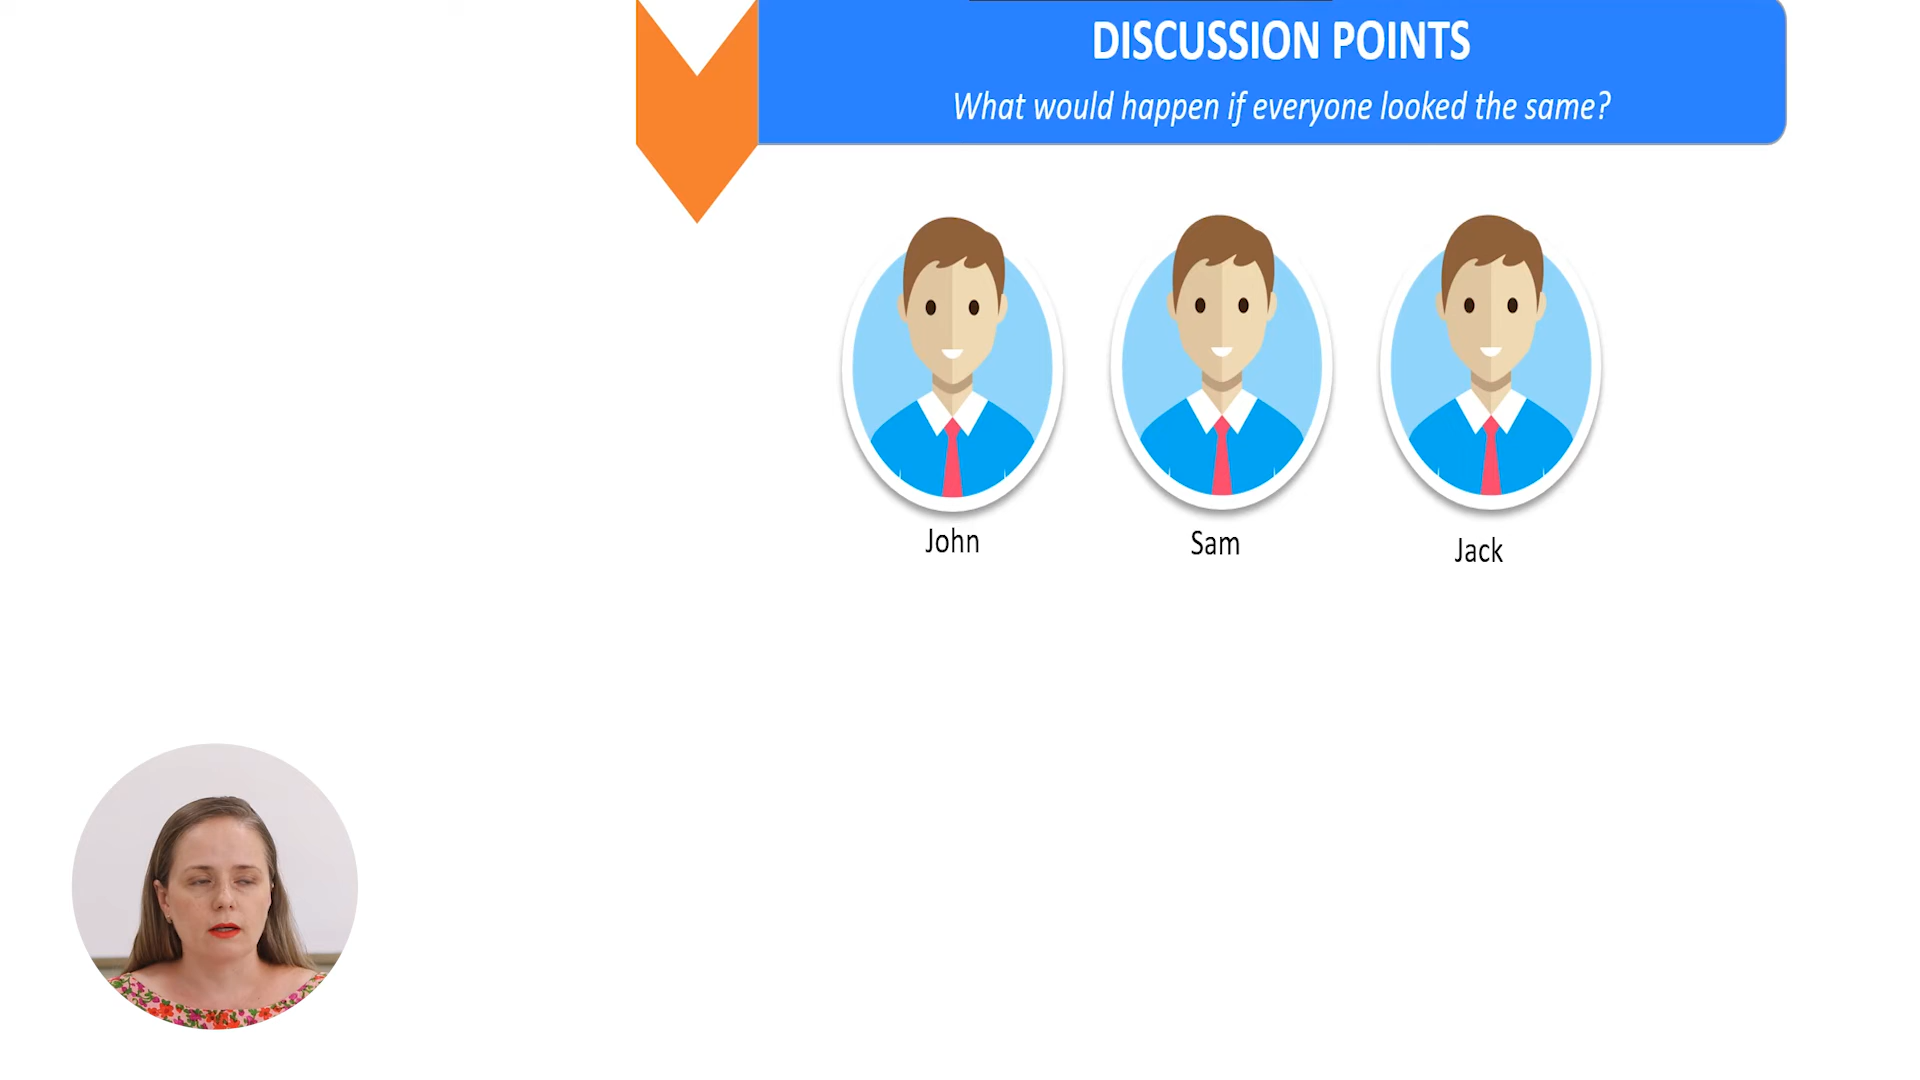 DISCUSSION POINTS
What would happen if everyone looked the same?
John
Sam
Jack